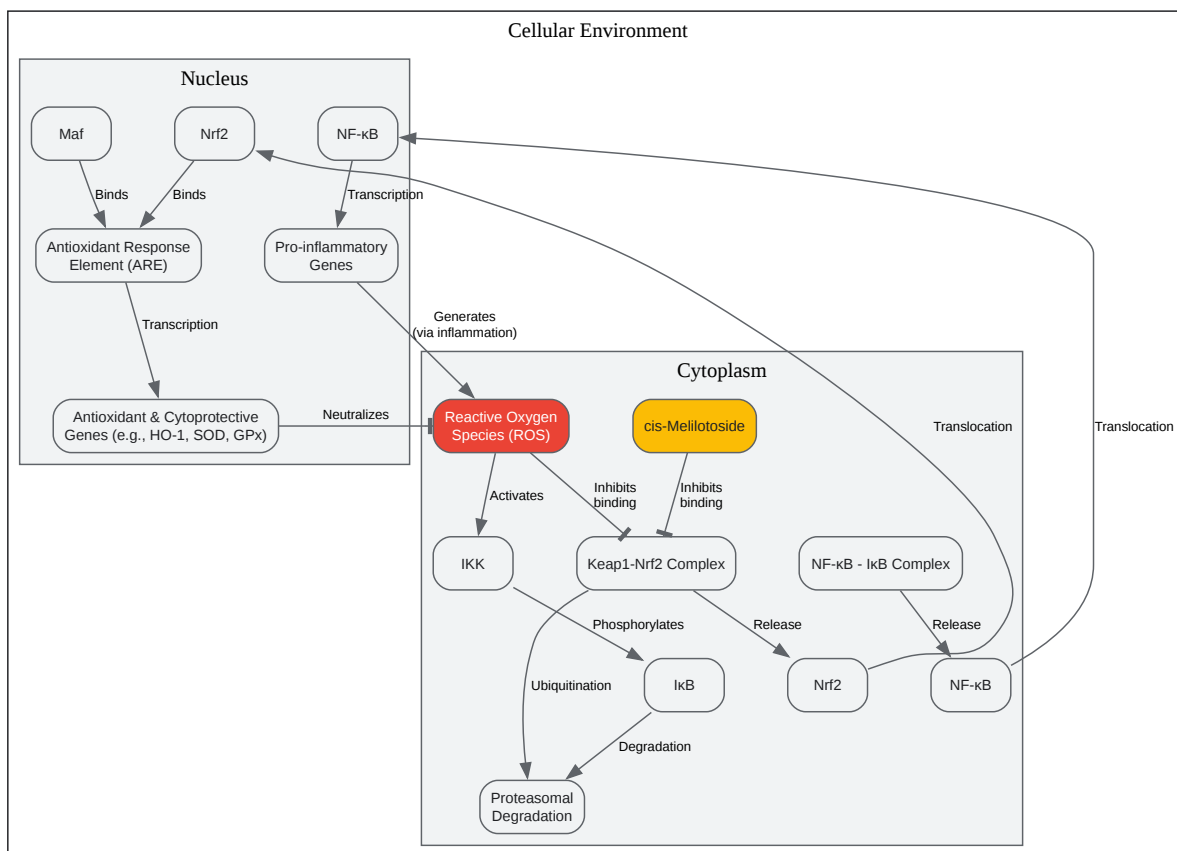 Cellular Environment
Nucleus
Maf
Nrf2
NF-κB
Binds
Binds
Transcription
Antioxidant Response
Element (ARE)
Pro-inflammatory
Genes
Transcription
Generates
(via inflammation)
Cytoplasm
Antioxidant & Cytoprotective
Genes (e.g., HO-1, SOD, GPx)
Neutralizes
Reactive Oxygen
Species (ROS)
cis-Melilotoside
Translocation
Translocation
Activates
Inhibits
binding
Inhibits
binding
IKK
Keap1-Nrf2 Complex
NF-κB - IκB Complex
Phosphorylates
Release
Release
Ubiquitination
IκB
Nrf2
NF-κB
Degradation
Proteasomal
Degradation